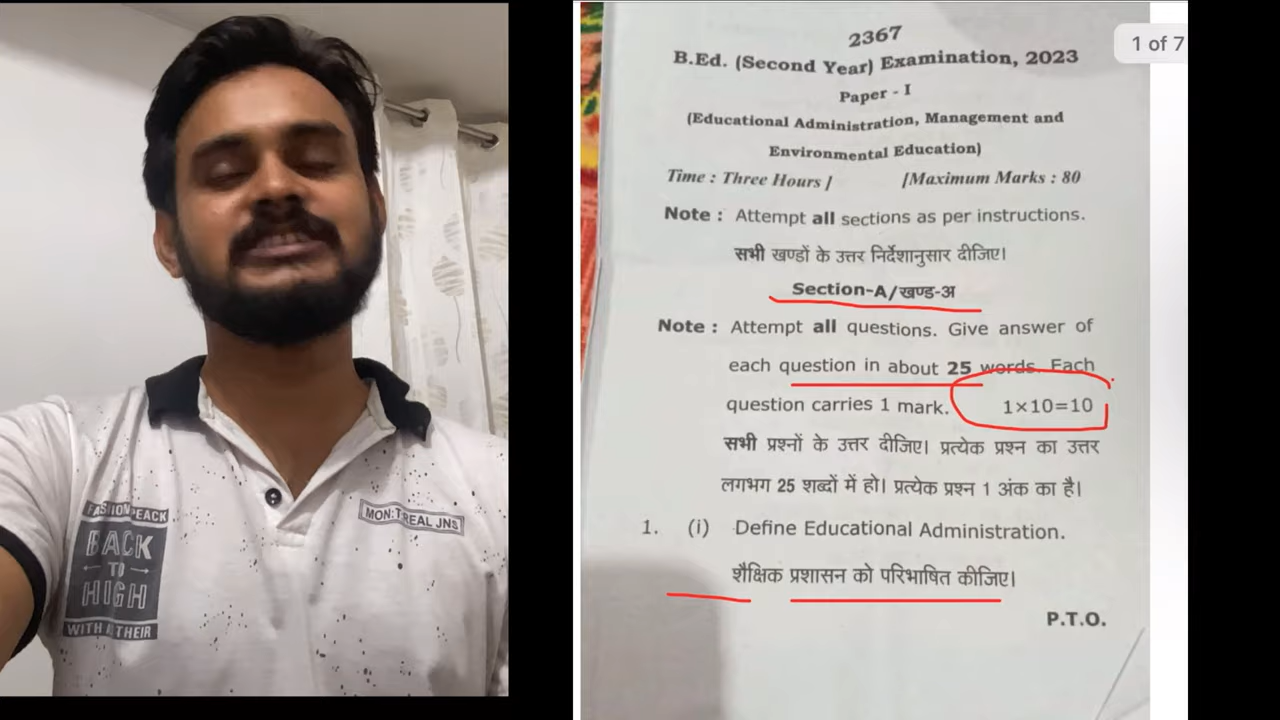 FASHION PEACK
BACK
TO
HIGH
MON:TREAL JNS
1 of 7
2367
B.Ed. (Second Year) Examination, 2023
Paper - I
(Educational Administration, Management and
Environmental Education)
Time : Three Hours ] [Maximum Marks : 80
Note : Attempt all sections as per instructions.
सभी खण्डों के उत्तर निर्देशानुसार दीजिए।
Section-A/खण्ड-अ
Note : Attempt all questions. Give answer of
each question in about 25 words. Each
question carries 1 mark. 1×10=10
सभी प्रश्नों के उत्तर दीजिए। प्रत्येक प्रश्न का उत्तर
लगभग 25 शब्दों में हो। प्रत्येक प्रश्न 1 अंक का है।
1. (i) Define Educational Administration.
शैक्षिक प्रशासन को परिभाषित कीजिए।
P.T.O.